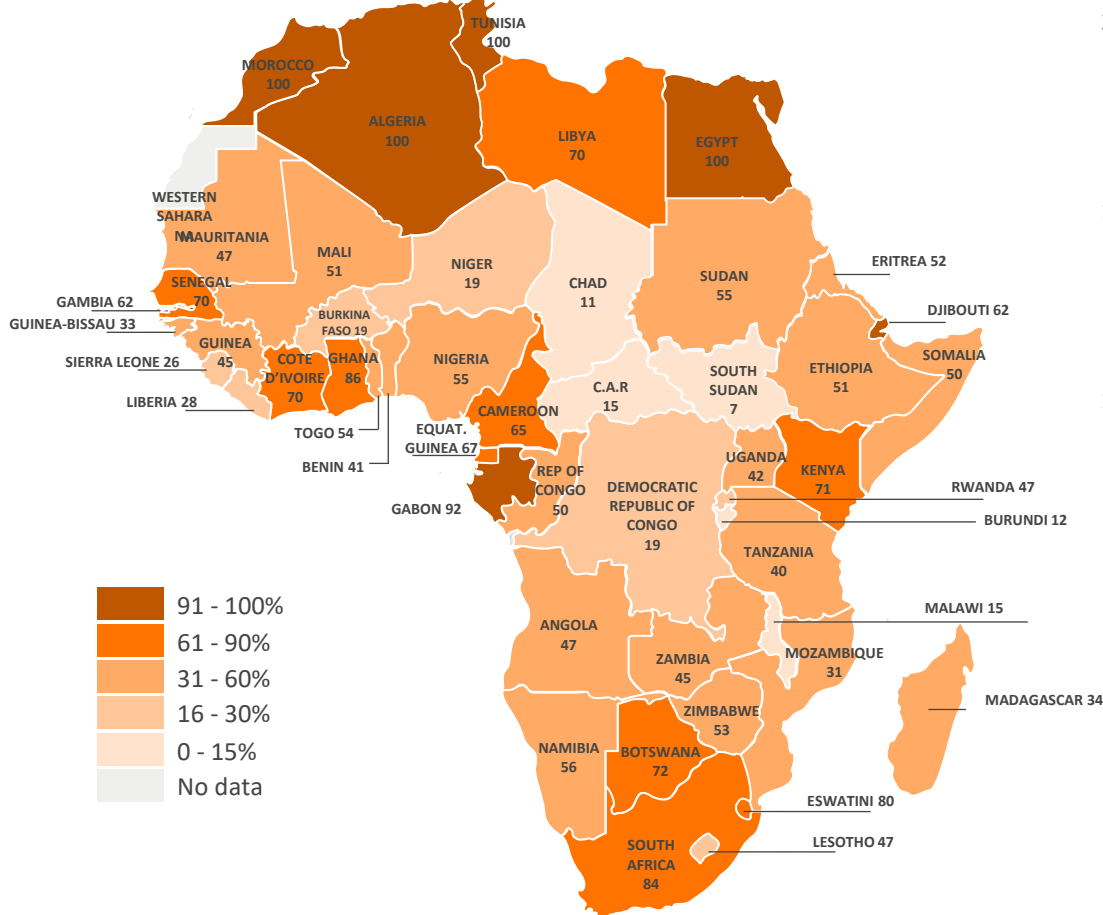 TUNISIA
100
MOROCCO
100
ALGERIA
100
LIBYA
70
EGYPT
100
WESTERN
SAHARA
NA
MAURITANIA
47
MALI
51
NIGER
19
CHAD
11
SUDAN
55
ERITREA 52
SENEGAL
70
GAMBIA 62
GUINEA-BISSAU 33
BURKINA
FASO 19
DJIBOUTI 62
GUINEA
45
SIERRA LEONE 26
COTE
D'IVOIRE
70
GHANA
86
NIGERIA
55
SOUTH
SUDAN
7
ETHIOPIA
51
SOMALIA
50
LIBERIA 28
C.A.R
15
TOGO 54
BENIN 41
CAMEROON
65
EQUAT.
GUINEA 67
GABON 92
REP OF
CONGO
50
DEMOCRATIC
REPUBLIC OF
CONGO
19
UGANDA
42
KENYA
71
RWANDA 47
BURUNDI 12
TANZANIA
40
ANGOLA
47
MALAWI 15
ZAMBIA
45
MOZAMBIQUE
31
MADAGASCAR 34
ZIMBABWE
53
NAMIBIA
56
BOTSWANA
72
ESWATINI 80
LESOTHO 47
SOUTH
AFRICA
84
91 - 100%
61 - 90%
31 - 60%
16 - 30%
0 - 15%
No data